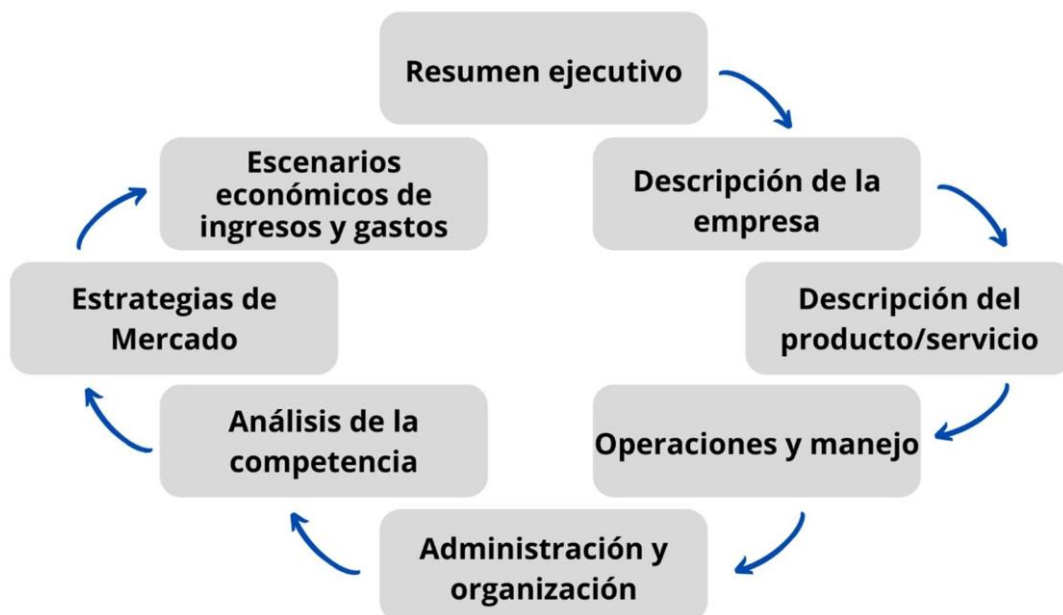 Resumen ejecutivo
Descripción de la
empresa
Descripción del
producto/servicio
Operaciones y manejo
Administración y
organización
Análisis de la
competencia
Estrategias de
Mercado
Escenarios
económicos de
ingresos y gastos